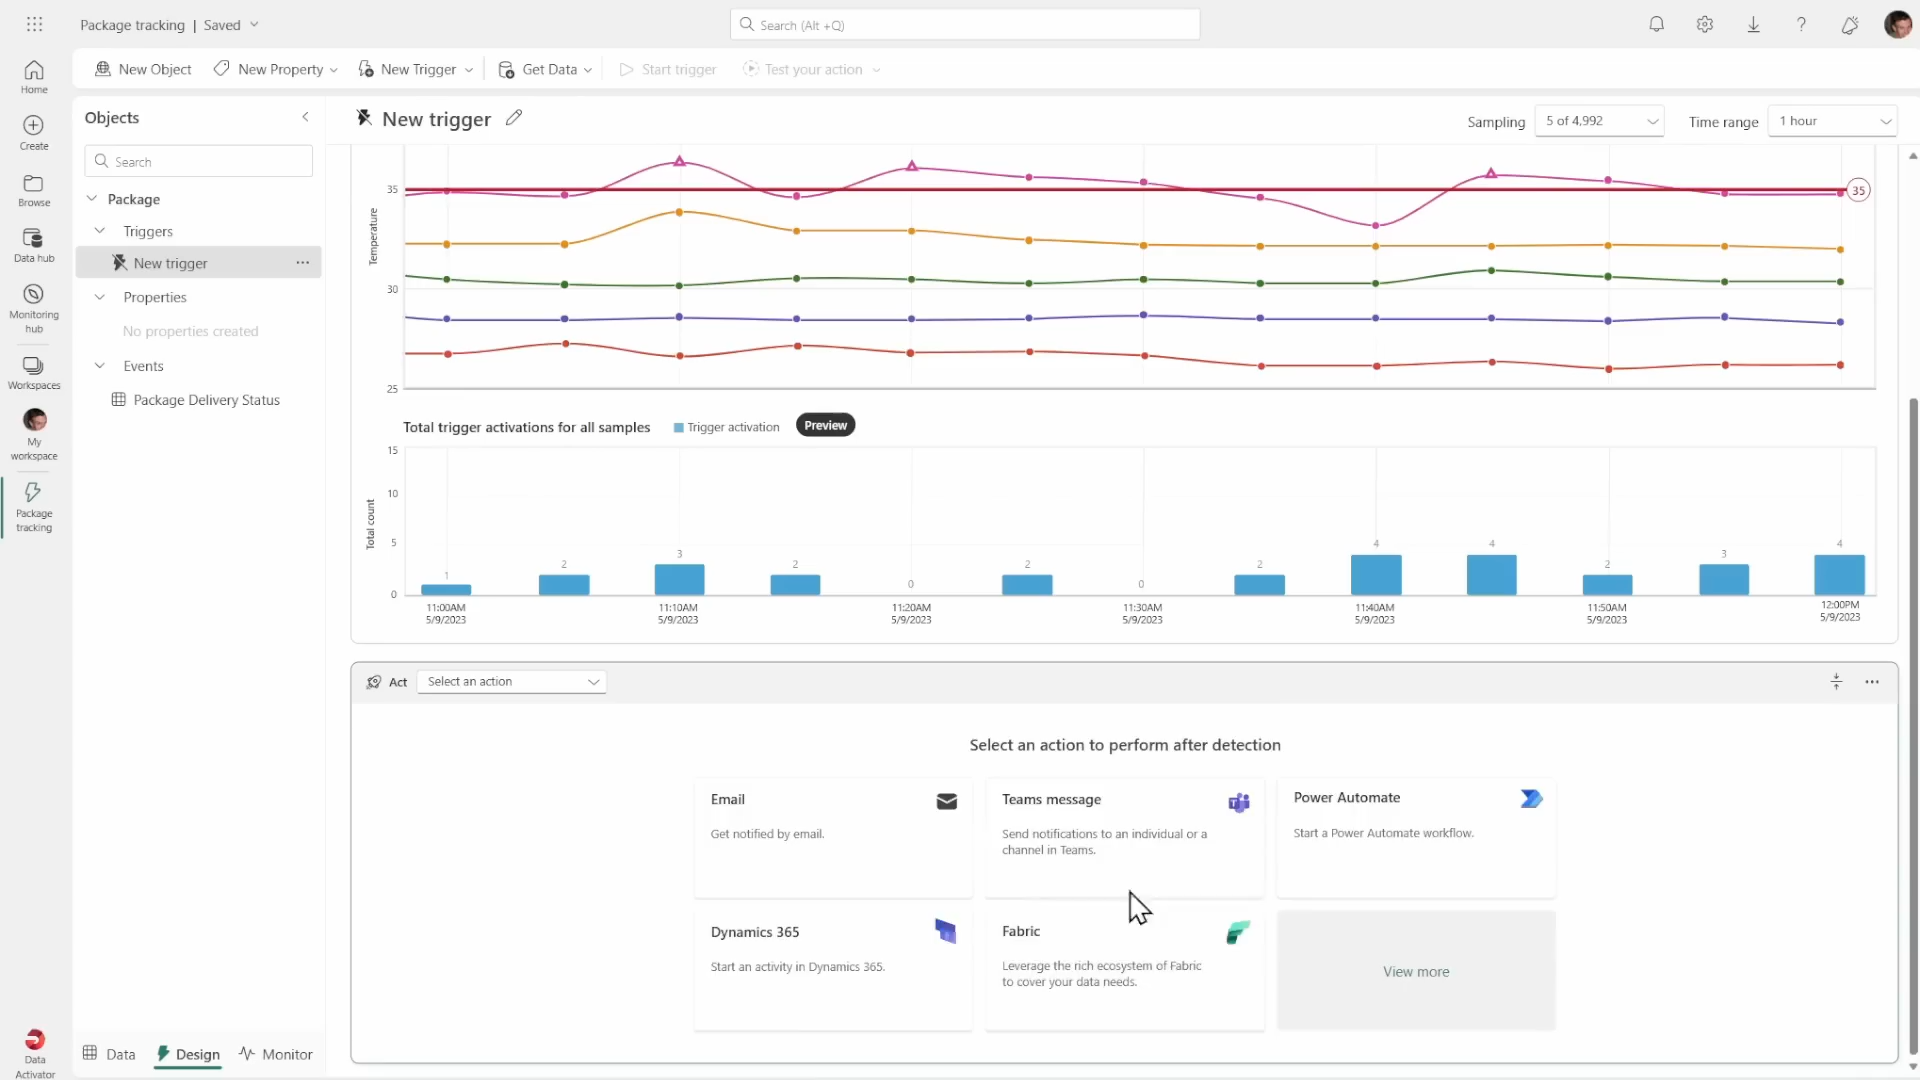 Package tracking | Saved
Search (Alt +Q)
Home
Create
Browse
Data hub
Monitoring
hub
Workspaces
My
workspace
Package
tracking
Data
Activator
New Object
New Property
New Trigger
Get Data
Start trigger
Test your action
Objects
Search
Package
Triggers
New trigger
Properties
No properties created
Events
Package Delivery Status
Data
Design
Monitor
New trigger
Sampling
5 of 4,992
Time range
1 hour
Temperature
35
30
25
35
Total trigger activations for all samples
Trigger activation
Preview
Total count
15
10
5
0
1
2
3
2
0
2
0
2
4
4
2
3
4
11:00AM
5/9/2023
11:10AM
5/9/2023
11:20AM
5/9/2023
11:30AM
5/9/2023
11:40AM
5/9/2023
11:50AM
5/9/2023
12:00PM
5/9/2023
Act
Select an action
Select an action to perform after detection
Email
Get notified by email.
Teams message
Send notifications to an individual or a
channel in Teams.
Power Automate
Start a Power Automate workflow.
Dynamics 365
Start an activity in Dynamics 365.
Fabric
Leverage the rich ecosystem of Fabric
to cover your data needs.
View more